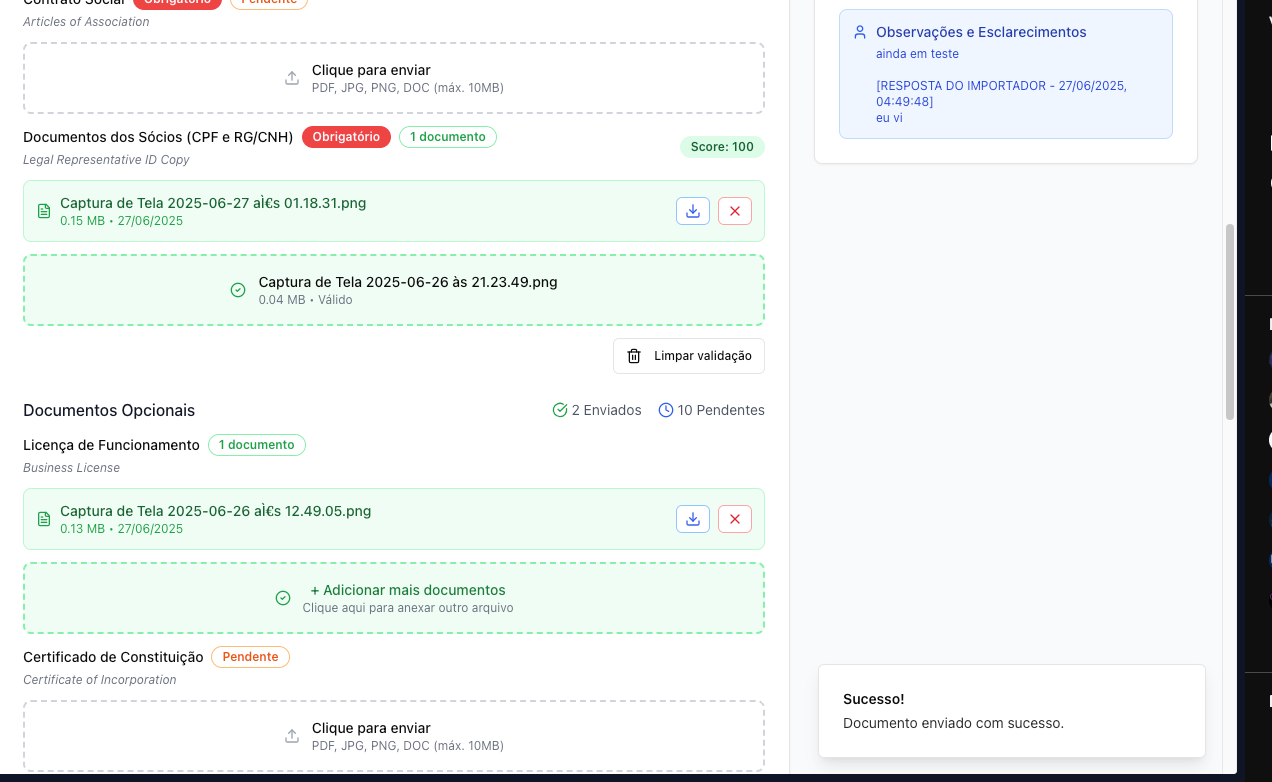 Contrato Social Obrigatório Pendente
Articles of Association
Clique para enviar
PDF, JPG, PNG, DOC (máx. 10MB)
Documentos dos Sócios (CPF e RG/CNH) Obrigatório 1 documento
Score: 100
Legal Representative ID Copy
Captura de Tela 2025-06-27 aÌ€s 01.18.31.png
0.15 MB • 27/06/2025
Captura de Tela 2025-06-26 às 21.23.49.png
0.04 MB • Válido
Limpar validação
Documentos Opcionais 2 Enviados 10 Pendentes
Licença de Funcionamento 1 documento
Business License
Captura de Tela 2025-06-26 aÌ€s 12.49.05.png
0.13 MB • 27/06/2025
+ Adicionar mais documentos
Clique aqui para anexar outro arquivo
Certificado de Constituição Pendente
Certificate of Incorporation
Clique para enviar
PDF, JPG, PNG, DOC (máx. 10MB)
Observações e Esclarecimentos
ainda em teste
[RESPOSTA DO IMPORTADOR - 27/06/2025,
04:49:48]
eu vi
Sucesso!
Documento enviado com sucesso.